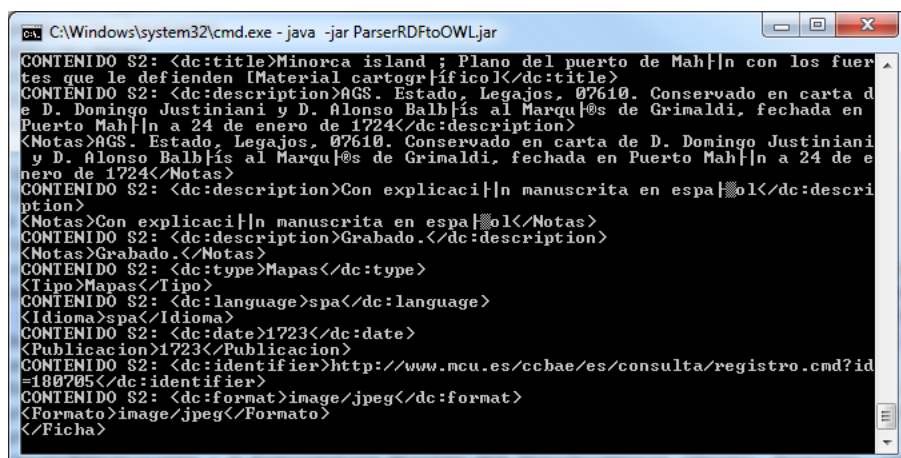 C:\Windows\system32\cmd.exe - java -jar ParserRDFtoOWL.jar
CONTENIDO S2: <dc:title>Minorca island ; Plano del puerto de Mah├│n con los fuer
tes que le defienden [Material cartogr├ífico]</dc:title>
CONTENIDO S2: <dc:description>AGS. Estado, Legajos, 07610. Conservado en carta d
e D. Domingo Justiniani y D. Alonso Balb├ís al Marqu├®s de Grimaldi, fechada en
Puerto Mah├│n a 24 de enero de 1724</dc:description>
<Notas>AGS. Estado, Legajos, 07610. Conservado en carta de D. Domingo Justiniani
 y D. Alonso Balb├ís al Marqu├®s de Grimaldi, fechada en Puerto Mah├│n a 24 de e
nero de 1724</Notas>
CONTENIDO S2: <dc:description>Con explicaci├│n manuscrita en espa├▒ol</dc:descri
ption>
<Notas>Con explicaci├│n manuscrita en espa├▒ol</Notas>
CONTENIDO S2: <dc:description>Grabado.</dc:description>
<Notas>Grabado.</Notas>
CONTENIDO S2: <dc:type>Mapas</dc:type>
<Tipo>Mapas</Tipo>
CONTENIDO S2: <dc:language>spa</dc:language>
<Idioma>spa</Idioma>
CONTENIDO S2: <dc:date>1723</dc:date>
<Publicacion>1723</Publicacion>
CONTENIDO S2: <dc:identifier>http://www.mcu.es/ccbae/es/consulta/registro.cmd?id
=180705</dc:identifier>
CONTENIDO S2: <dc:format>image/jpeg</dc:format>
<Formato>image/jpeg</Formato>
</Ficha>